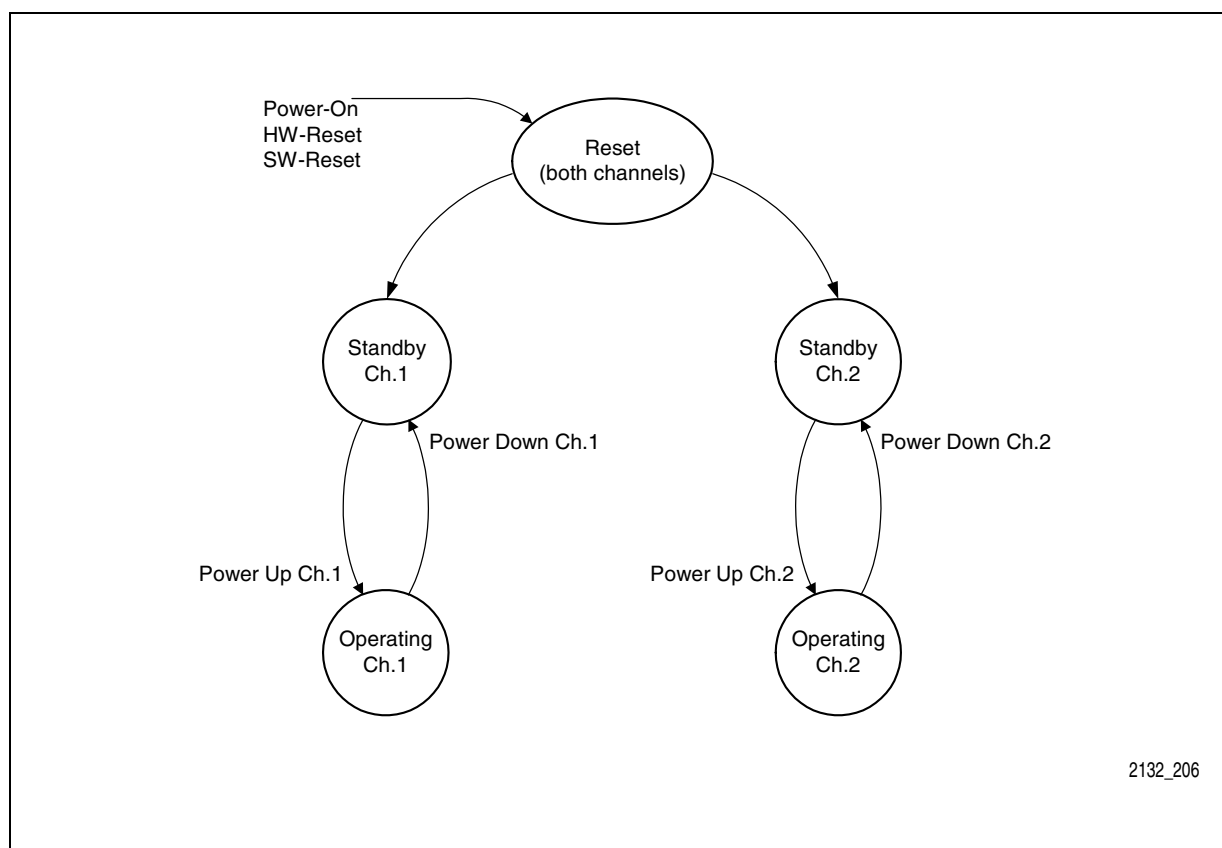 Power-On
HW-Reset
SW-Reset
Reset
(both channels)
Standby
Ch.1
Standby
Ch.2
Power Down Ch.1
Power Down Ch.2
Power Up Ch.1
Power Up Ch.2
Operating
Ch.1
Operating
Ch.2
2132_206